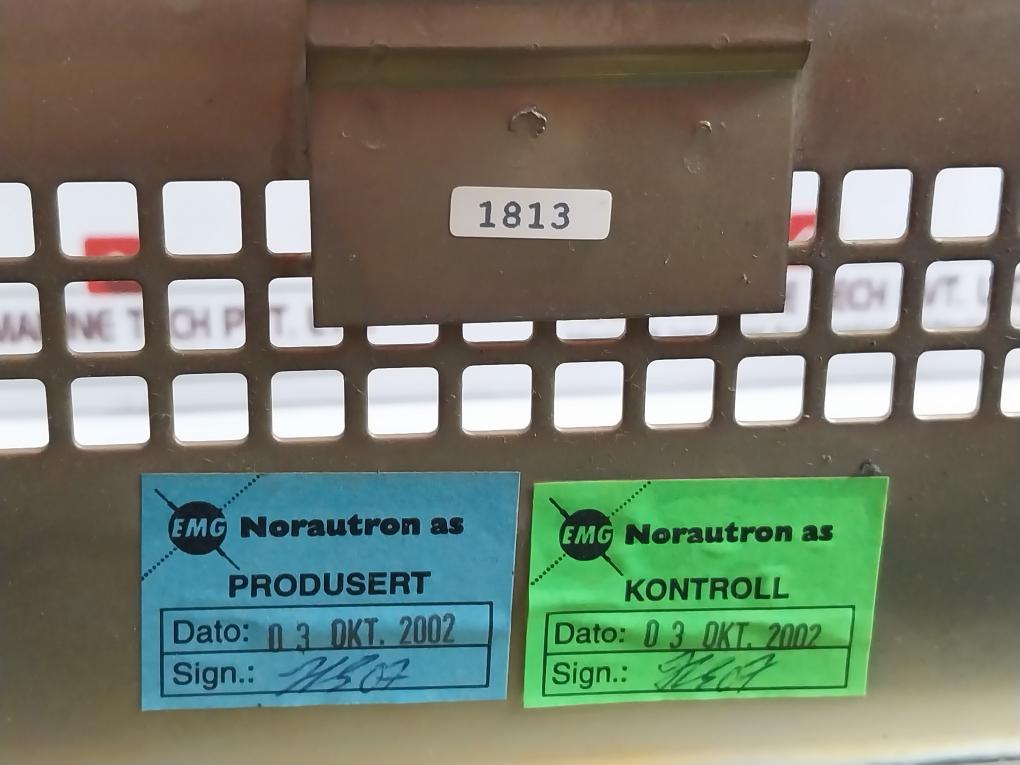 1813
EMG Norautron as
PRODUSERT
Dato: 03 OKT. 2002
Sign.:
EMG Norautron as
KONTROLL
Dato: 03 OKT. 2002
Sign.: